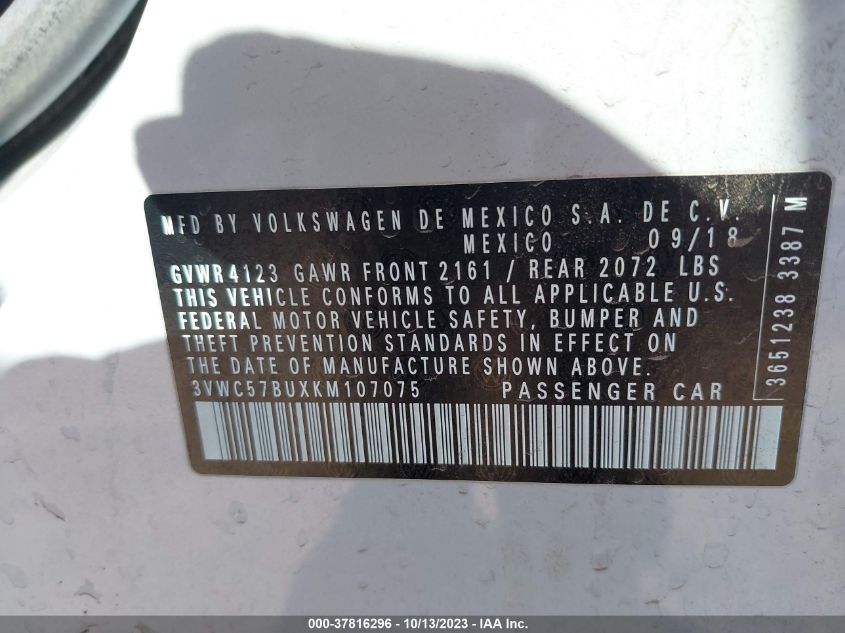 MFD BY VOLKSWAGEN DE MEXICO S.A. DE C.V.
MEXICO 09/18
GVWR 4123 GAWR FRONT 2161 / REAR 2072 LBS
THIS VEHICLE CONFORMS TO ALL APPLICABLE U.S.
FEDERAL MOTOR VEHICLE SAFETY, BUMPER AND
THEFT PREVENTION STANDARDS IN EFFECT ON
THE DATE OF MANUFACTURE SHOWN ABOVE.
3VWC57BUXKM107075 PASSENGER CAR
3651238 3387 M
000-37816296 - 10/13/2023 - IAA Inc.